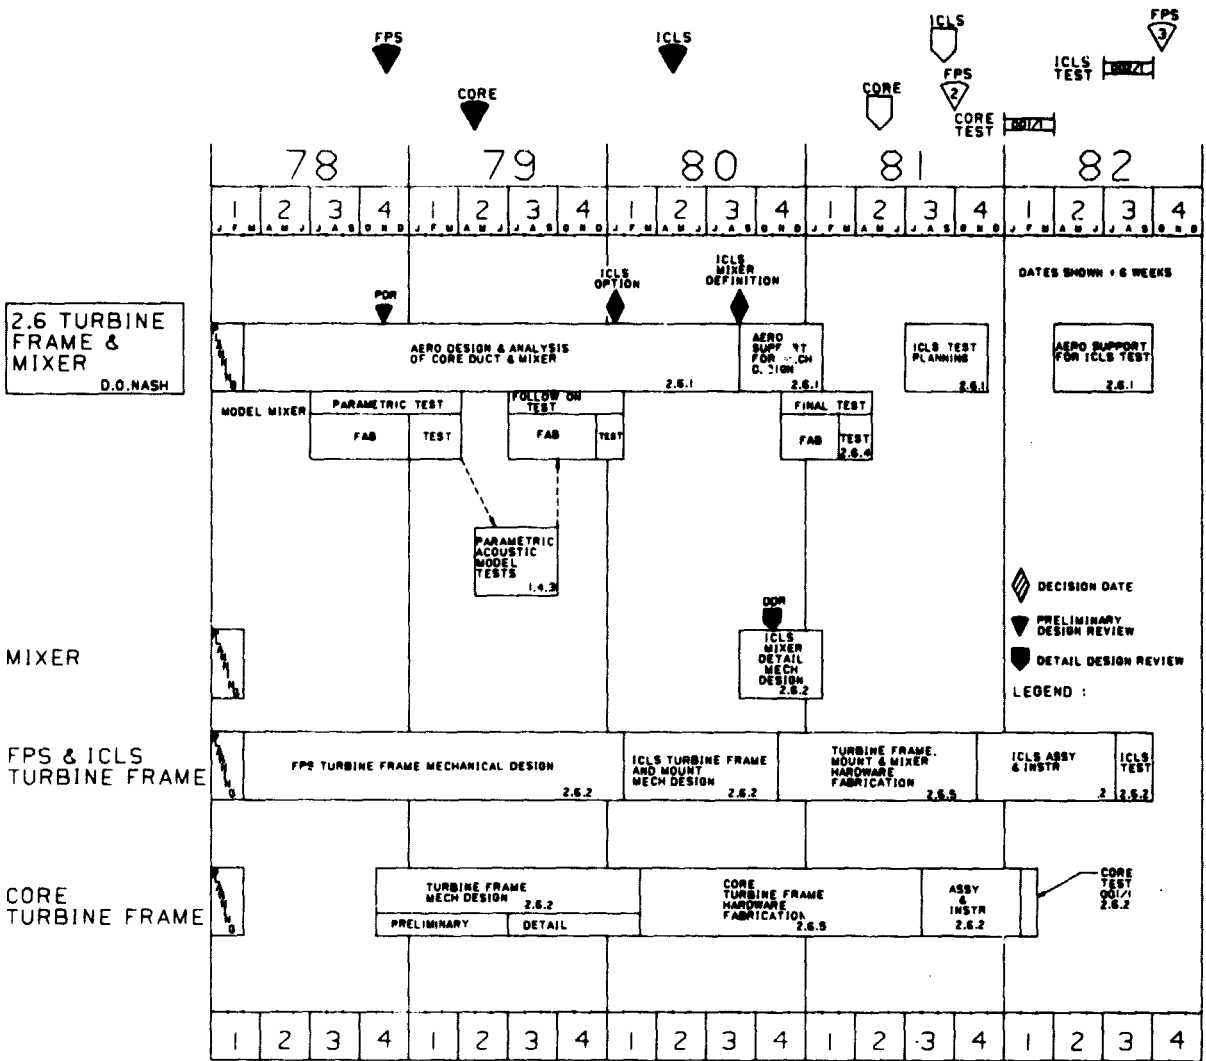 FPS
ICLS
ICLS
FPS
3
ICLS
TEST
CORE
CORE
FPS
2
CORE
TEST
001/1
78 79 80 81 82
1 2 3 4 1 2 3 4 1 2 3 4 1 2 3 4 1 2 3 4
J F M A M J J A S O N D J F M A M J J A S O N D J F M A M J J A S O N D J F M A M J J A S O N D J F M A M J J A S O N D
DATES SHOWN ± 6 WEEKS
PDR
ICLS
OPTION
ICLS
MIXER
DEFINITION
2.6 TURBINE
FRAME &
MIXER
D.O.NASH
AERO DESIGN & ANALYSIS
OF CORE DUCT & MIXER
2.6.1
AERO
FOR
2.6.1
ICLS TEST
PLANNING
2.6.1
AERO SUPPORT
FOR ICLS TEST
2.6.1
MODEL MIXER
PARAMETRIC TEST
FAB
TEST
FOLLOW ON
TEST
FAB
TEST
FINAL TEST
FAB
TEST
2.6.4
PARAMETRIC
ACOUSTIC
MODEL
TESTS
1.4.3
DECISION DATE
PRELIMINARY
DESIGN REVIEW
DETAIL DESIGN REVIEW
LEGEND :
MIXER
DDR
ICLS
MIXER
DETAIL
MECH
DESIGN
2.6.2
FPS & ICLS
TURBINE FRAME
FPS TURBINE FRAME MECHANICAL DESIGN
2.6.2
ICLS TURBINE FRAME
AND MOUNT
MECH DESIGN
2.6.2
TURBINE FRAME,
MOUNT & MIXER
HARDWARE
FABRICATION
2.6.5
ICLS ASSY
& INSTR
2
ICLS
TEST
2.6.2
CORE
TURBINE FRAME
TURBINE FRAME
MECH DESIGN
2.6.2
PRELIMINARY
DETAIL
CORE
TURBINE FRAME
HARDWARE
FABRICATION
2.6.5
ASSY
&
INSTR
2.6.2
CORE
TEST
001/1
2.6.2
1 2 3 4 1 2 3 4 1 2 3 4 1 2 3 4 1 2 3 4